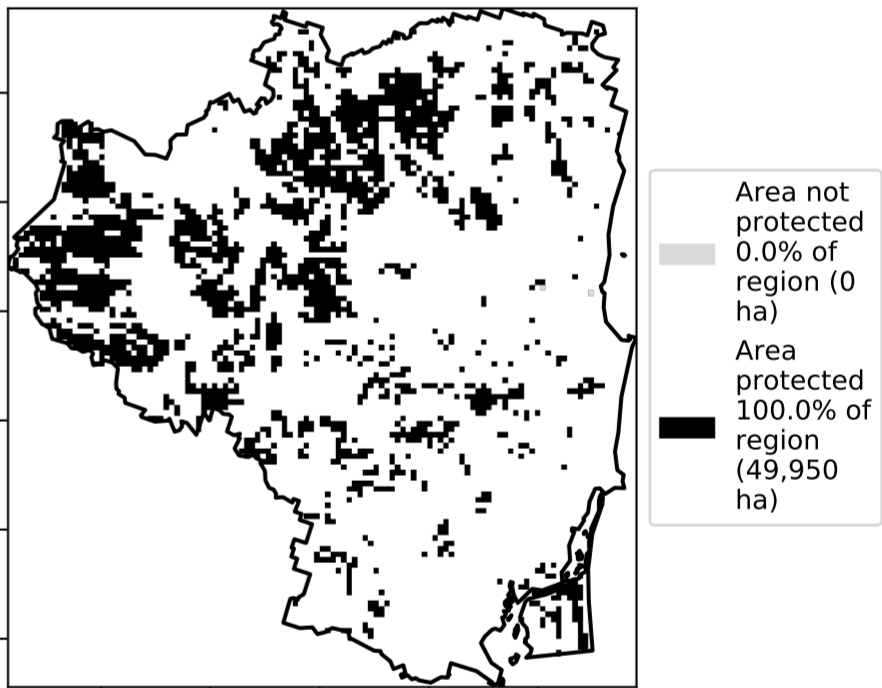 Area not
protected
0.0% of
region (0
ha)
Area
protected
100.0% of
region
(49,950
ha)